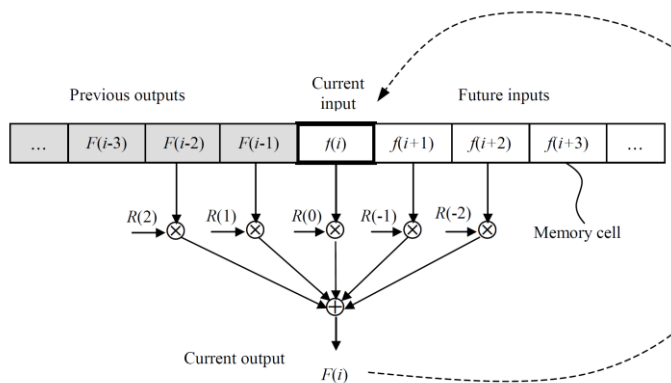 Previous outputs
Current
input
Future inputs
... F(i-3) F(i-2) F(i-1) f(i) f(i+1) f(i+2) f(i+3) ...
R(2) R(1) R(0) R(-1) R(-2)
Memory cell
Current output
F(i)